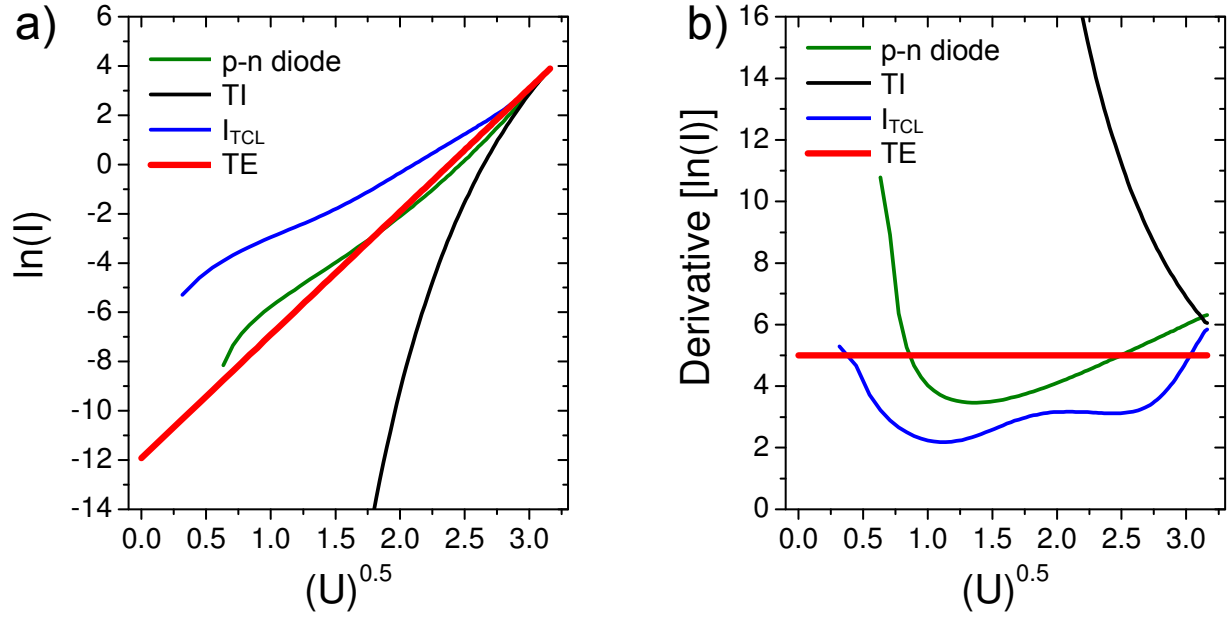 a)
p-n diode
TI
I_TCL
TE
ln(I)
6
4
2
0
-2
-4
-6
-8
-10
-12
-14
0.0 0.5 1.0 1.5 2.0 2.5 3.0
(U)^0.5
b)
p-n diode
TI
I_TCL
TE
Derivative [ln(I)]
16
14
12
10
8
6
4
2
0
0.0 0.5 1.0 1.5 2.0 2.5 3.0
(U)^0.5